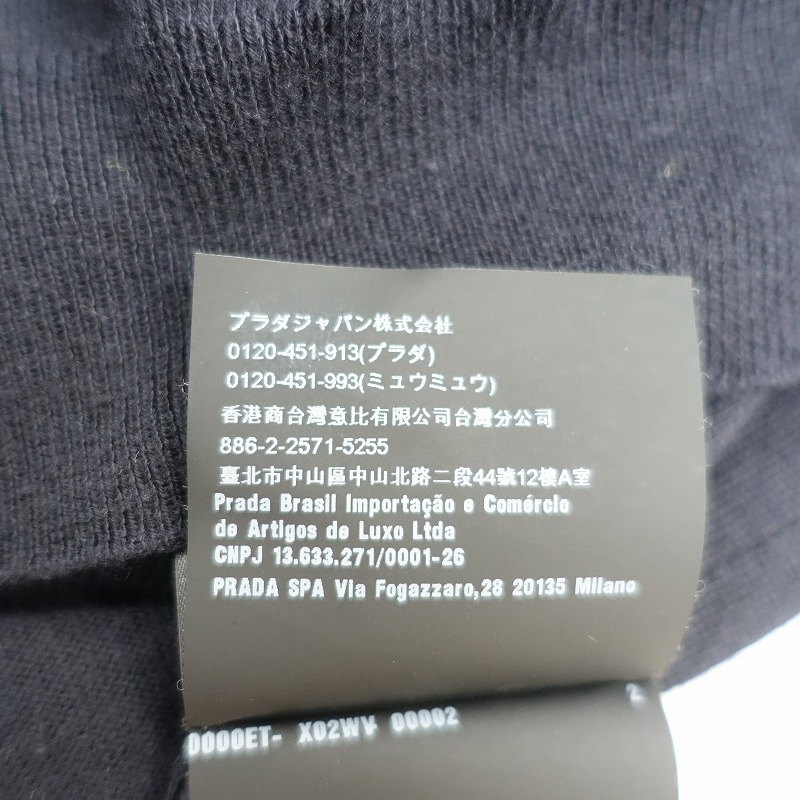 プラダジャパン株式会社
0120-451-913(プラダ)
0120-451-993(ミュウミュウ)
香港商台灣意比有限公司台灣分公司
886-2-2571-5255
臺北市中山區中山北路二段44號12樓A室
Prada Brasil Importação e Comércio
de Artigos de Luxo Ltda
CNPJ 13.633.271/0001-26
PRADA SPA Via Fogazzaro,28 20135 Milano
0000ET- X02WV 00002 2